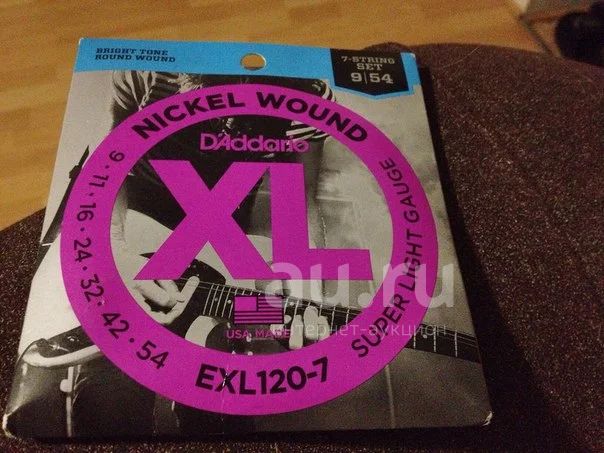 BRIGHT TONE
ROUND WOUND
7-STRING
SET
9|54
NICKEL WOUND
D'Addario
XL
9 · 11 · 16 · 24 · 32 · 42 · 54
SUPER LIGHT GAUGE
USA MADE
EXL120-7
au.ru
интернет-аукцион